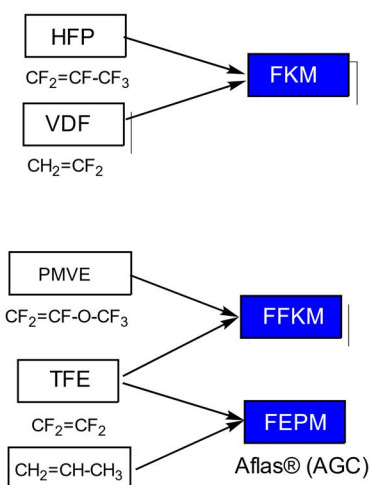 HFP
FKM
CF₂=CF-CF₃
VDF
CH₂=CF₂
PMVE
CF₂=CF-O-CF₃
FFKM
TFE
CF₂=CF₂
FEPM
CH₂=CH-CH₃
Aflas® (AGC)